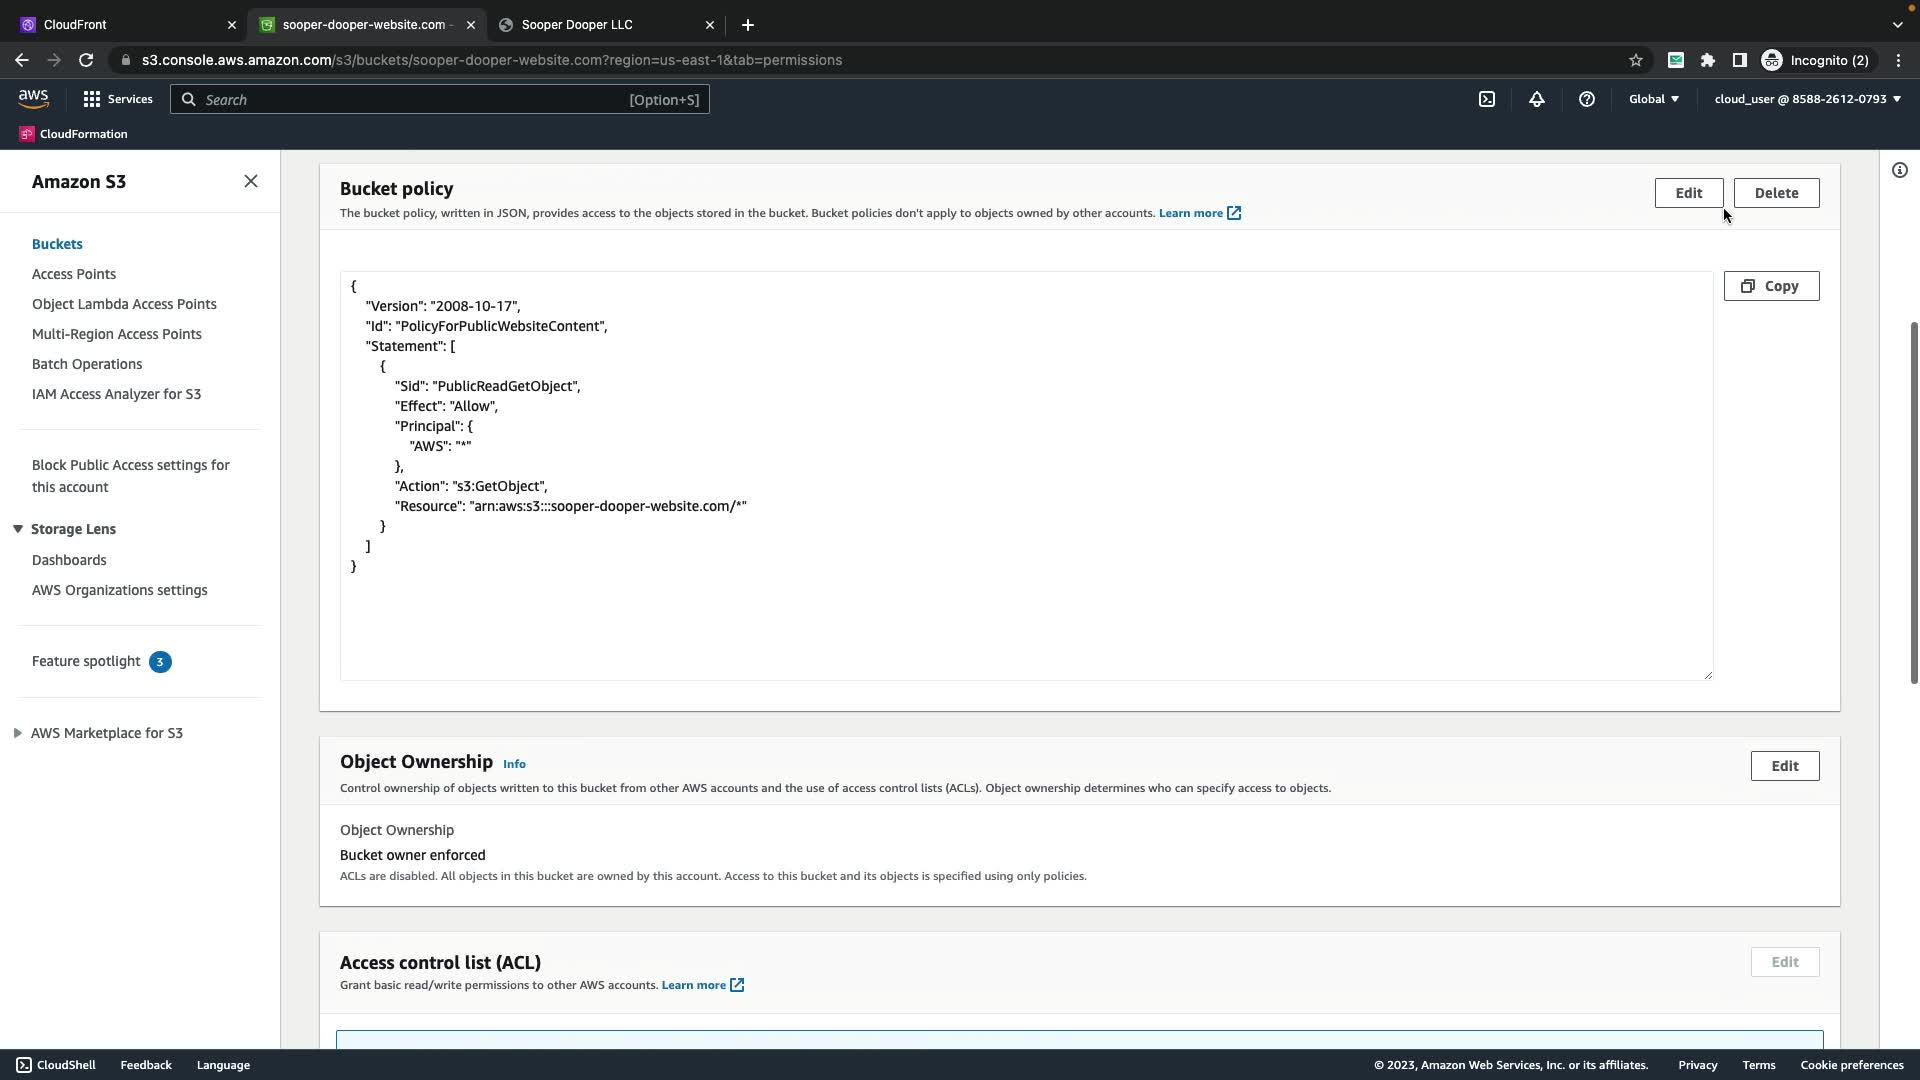 CloudFront
sooper-dooper-website.com -
Sooper Dooper LLC
s3.console.aws.amazon.com/s3/buckets/sooper-dooper-website.com?region=us-east-1&tab=permissions
Incognito (2)
aws
Services
Search
[Option+S]
Global
cloud_user @ 8588-2612-0793
CloudFormation
Amazon S3
Buckets
Access Points
Object Lambda Access Points
Multi-Region Access Points
Batch Operations
IAM Access Analyzer for S3
Block Public Access settings for
this account
Storage Lens
Dashboards
AWS Organizations settings
Feature spotlight 3
AWS Marketplace for S3
Bucket policy
The bucket policy, written in JSON, provides access to the objects stored in the bucket. Bucket policies don't apply to objects owned by other accounts. Learn more
Edit
Delete
Copy
{
"Version": "2008-10-17",
"Id": "PolicyForPublicWebsiteContent",
"Statement": [
{
"Sid": "PublicReadGetObject",
"Effect": "Allow",
"Principal": {
"AWS": "*"
},
"Action": "s3:GetObject",
"Resource": "arn:aws:s3:::sooper-dooper-website.com/*"
}
]
}
Object Ownership Info
Edit
Control ownership of objects written to this bucket from other AWS accounts and the use of access control lists (ACLs). Object ownership determines who can specify access to objects.
Object Ownership
Bucket owner enforced
ACLs are disabled. All objects in this bucket are owned by this account. Access to this bucket and its objects is specified using only policies.
Access control list (ACL)
Edit
Grant basic read/write permissions to other AWS accounts. Learn more
CloudShell
Feedback
Language
© 2023, Amazon Web Services, Inc. or its affiliates.
Privacy
Terms
Cookie preferences